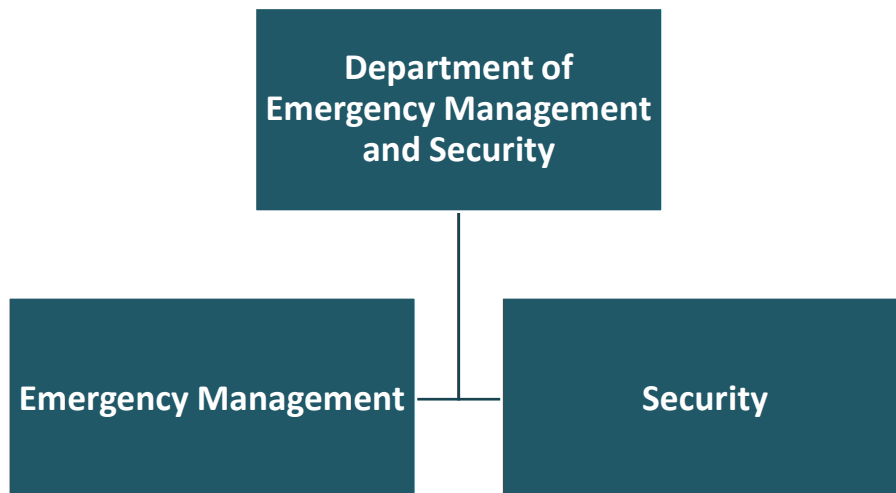 Department of
Emergency Management
and Security
Emergency Management
Security